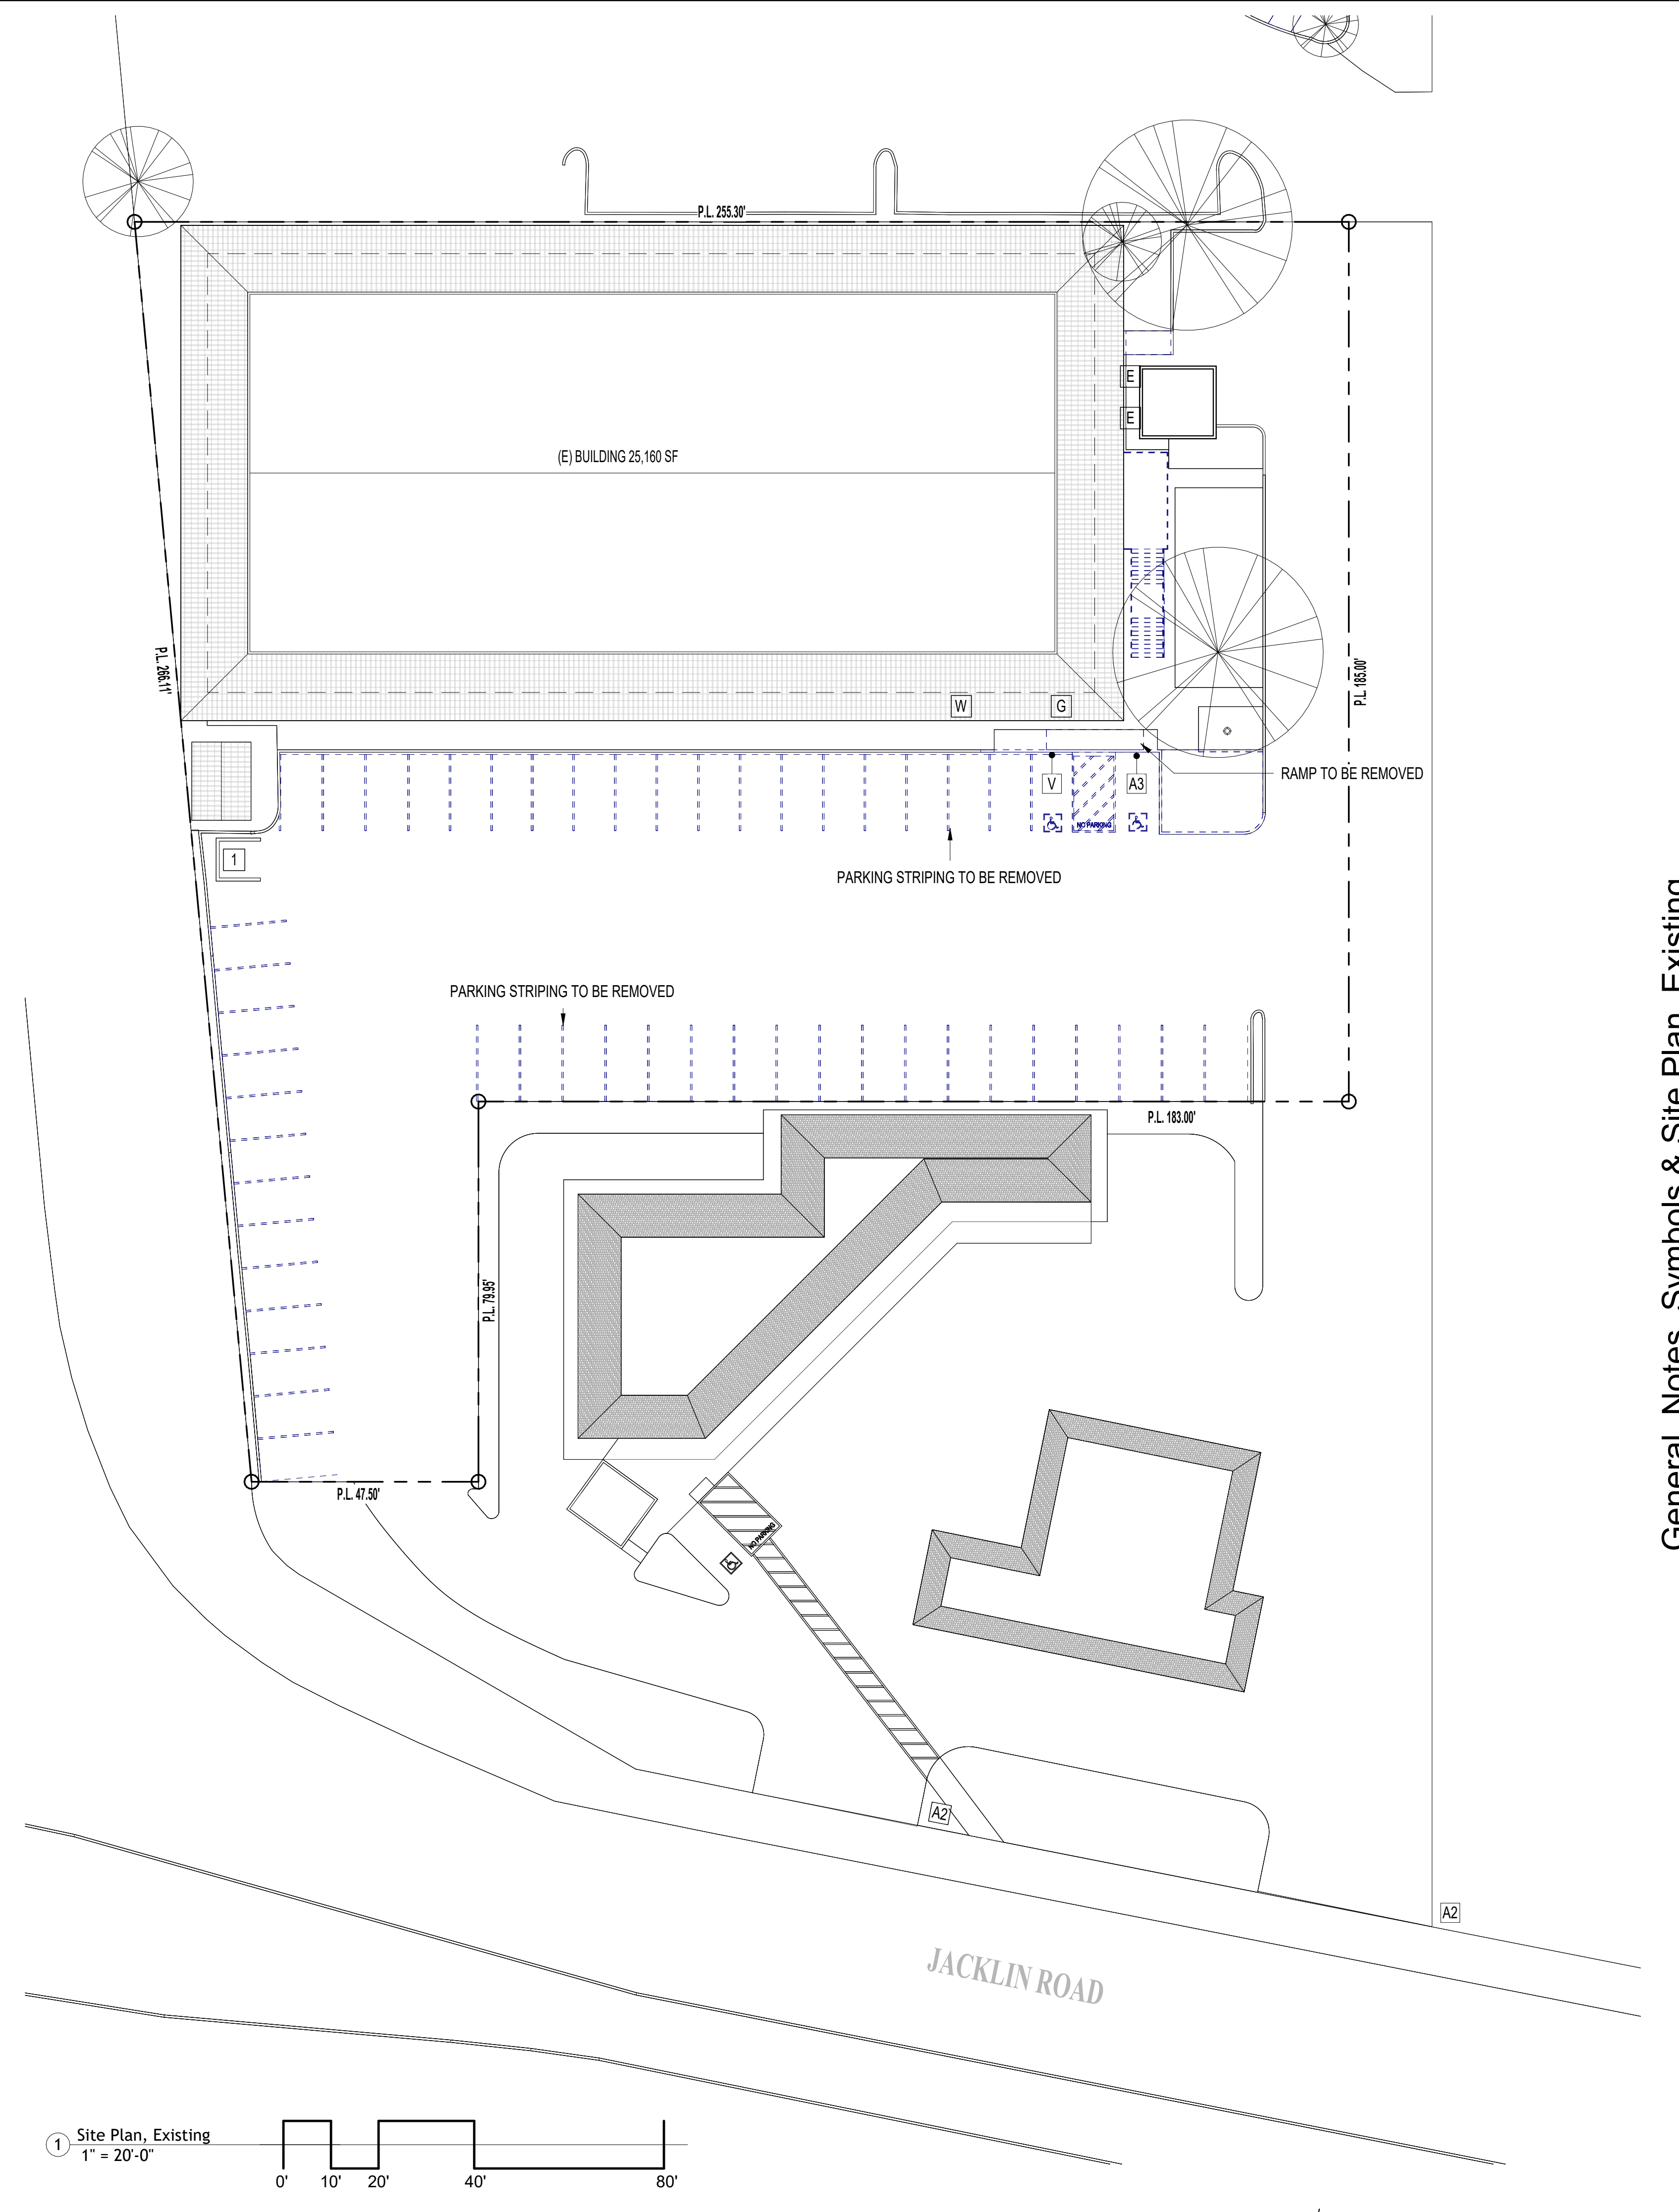 P.L. 255.30'
E
E
(E) BUILDING 25,160 SF
P.L. 266.11'
P.L. 185.00'
W
G
RAMP TO BE REMOVED
V
A3
NO PARKING
1
PARKING STRIPING TO BE REMOVED
PARKING STRIPING TO BE REMOVED
P.L. 183.00'
P.L. 79.95'
P.L. 47.50'
NO PARKING
A2
A2
JACKLIN ROAD
1
Site Plan, Existing
1" = 20'-0"
0' 10' 20' 40' 80'
General Notes, Symbols & Site Plan, Existing